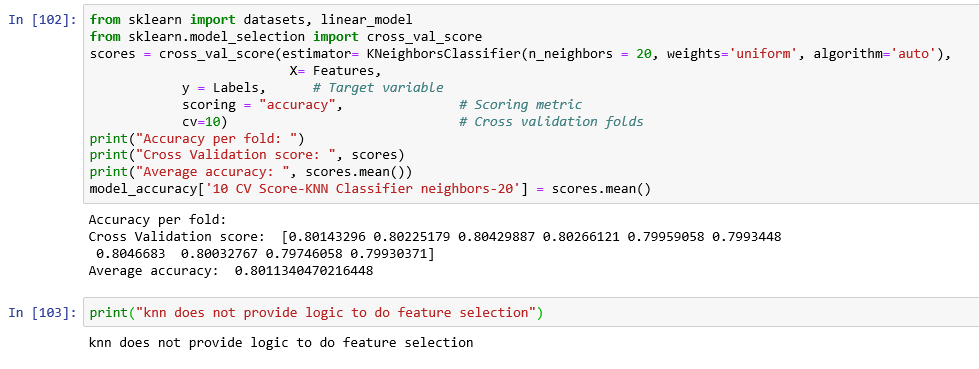 In [102]: from sklearn import datasets, linear_model
from sklearn.model_selection import cross_val_score
scores = cross_val_score(estimator= KNeighborsClassifier(n_neighbors = 20, weights='uniform', algorithm='auto'),
X= Features,
y = Labels, # Target variable
scoring = "accuracy", # Scoring metric
cv=10) # Cross validation folds
print("Accuracy per fold: ")
print("Cross Validation score: ", scores)
print("Average accuracy: ", scores.mean())
model_accuracy['10 CV Score-KNN Classifier neighbors-20'] = scores.mean()
Accuracy per fold:
Cross Validation score:  [0.80143296 0.80225179 0.80429887 0.80266121 0.79959058 0.7993448
0.8046683  0.80032767 0.79746058 0.79930371]
Average accuracy:  0.8011340470216448
In [103]: print("knn does not provide logic to do feature selection")
knn does not provide logic to do feature selection